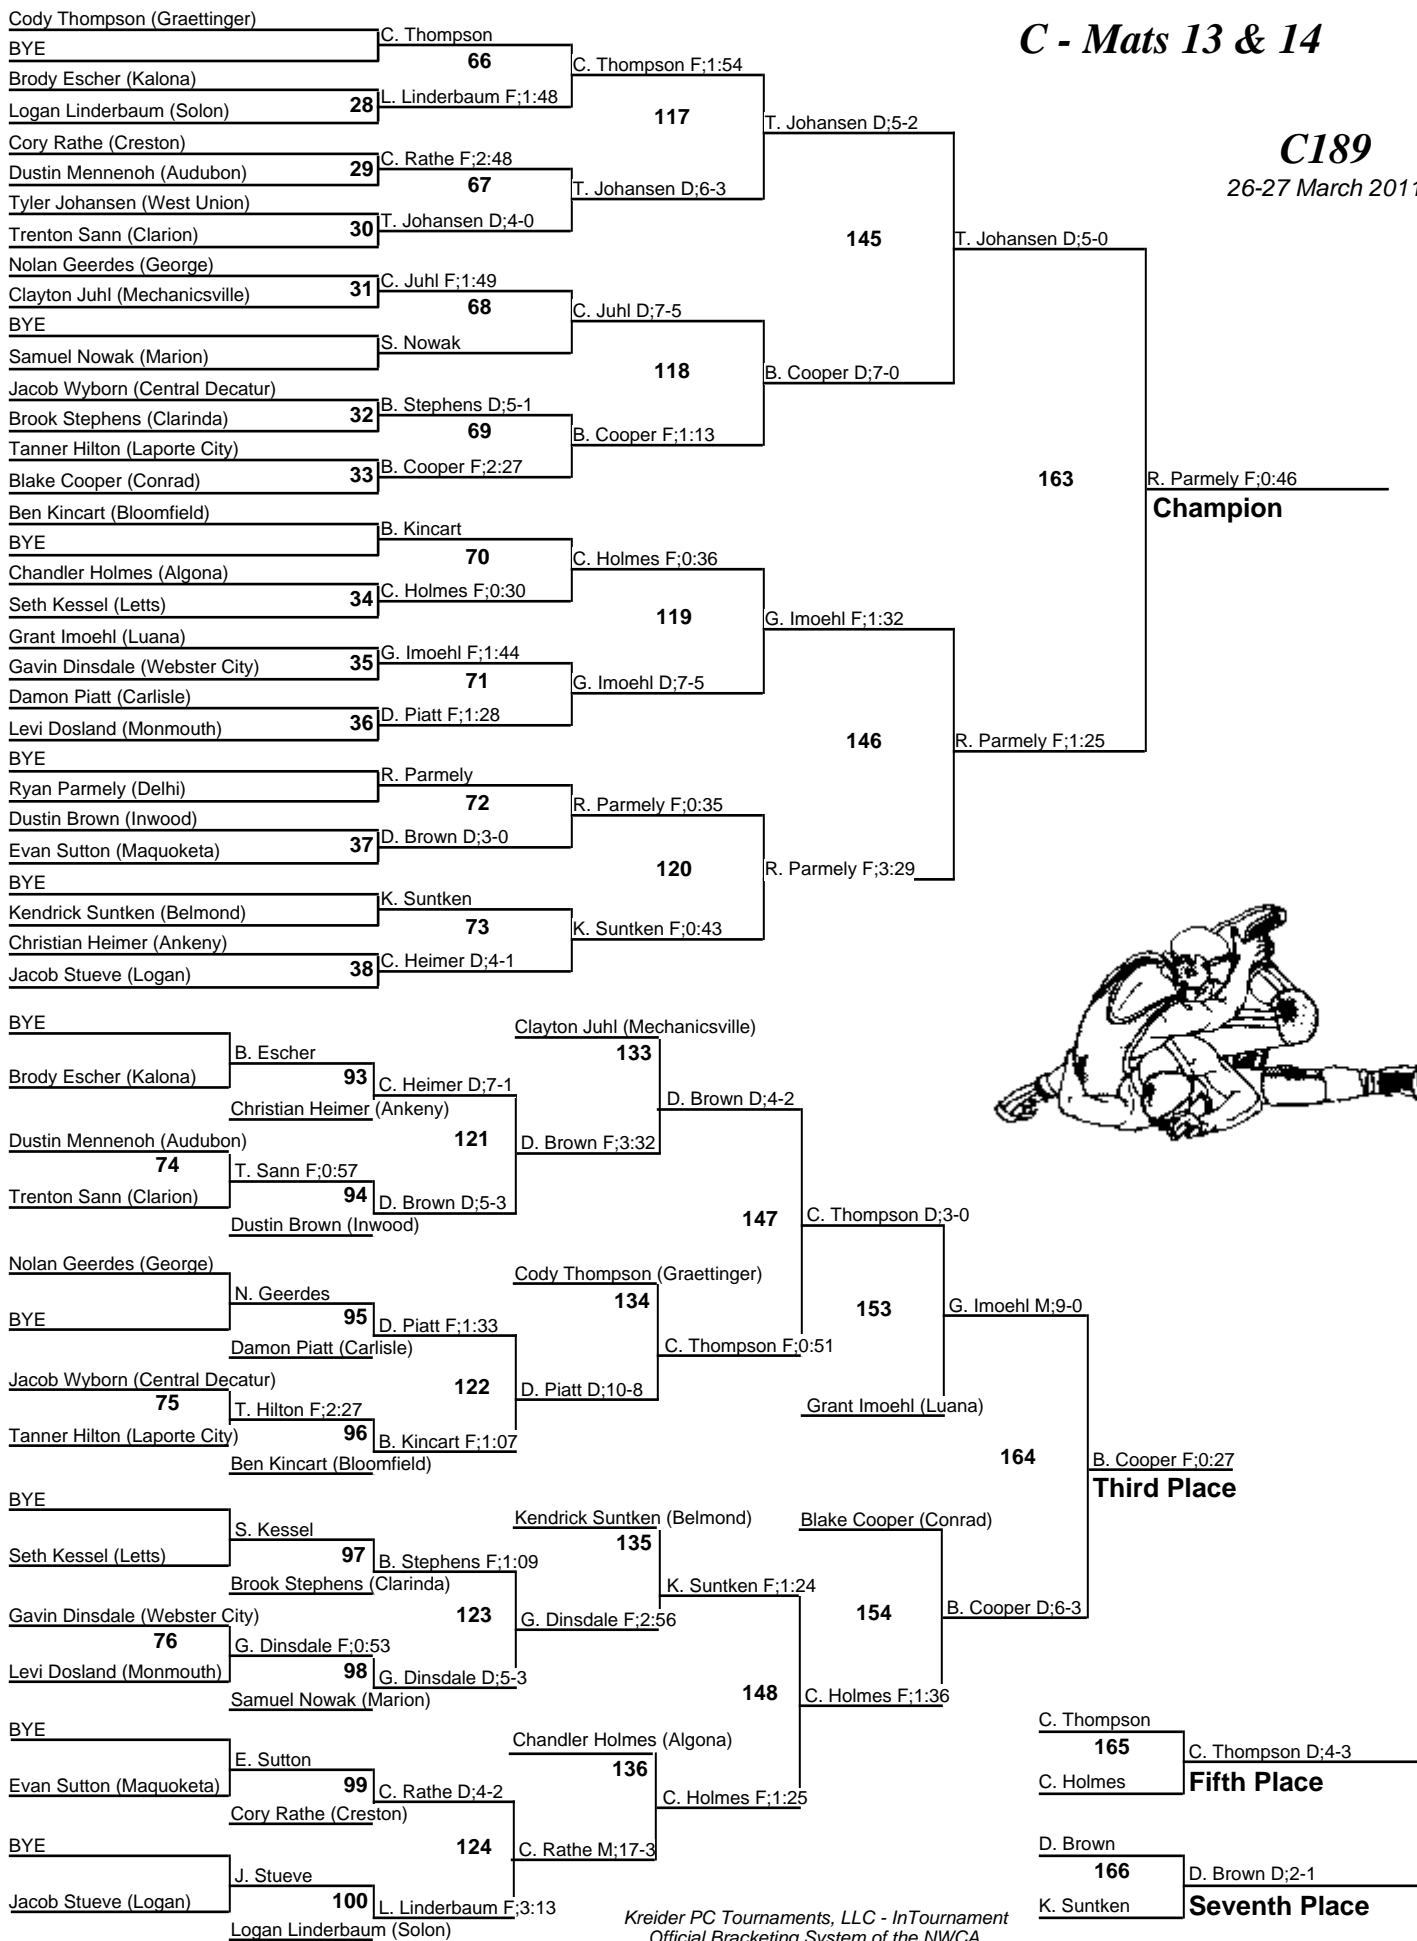 C - Mats 13 & 14
C189
26-27 March 2011
Cody Thompson (Graettinger)
C. Thompson
BYE
66
C. Thompson F;1:54
Brody Escher (Kalona)
L. Linderbaum F;1:48
Logan Linderbaum (Solon)
28
117
T. Johansen D;5-2
Cory Rathe (Creston)
C. Rathe F;2:48
Dustin Mennenoh (Audubon)
29
67
T. Johansen D;6-3
Tyler Johansen (West Union)
T. Johansen D;4-0
Trenton Sann (Clarion)
30
145
T. Johansen D;5-0
Nolan Geerdes (George)
C. Juhl F;1:49
Clayton Juhl (Mechanicsville)
31
68
C. Juhl D;7-5
BYE
S. Nowak
Samuel Nowak (Marion)
118
B. Cooper D;7-0
Jacob Wyborn (Central Decatur)
B. Stephens D;5-1
Brook Stephens (Clarinda)
32
69
B. Cooper F;1:13
Tanner Hilton (Laporte City)
B. Cooper F;2:27
Blake Cooper (Conrad)
33
163
R. Parmely F;0:46
Champion
Ben Kincart (Bloomfield)
B. Kincart
BYE
70
C. Holmes F;0:36
Chandler Holmes (Algona)
C. Holmes F;0:30
Seth Kessel (Letts)
34
119
G. Imoehl F;1:32
Grant Imoehl (Luana)
G. Imoehl F;1:44
Gavin Dinsdale (Webster City)
35
71
G. Imoehl D;7-5
Damon Piatt (Carlisle)
D. Piatt F;1:28
Levi Dosland (Monmouth)
36
146
R. Parmely F;1:25
BYE
R. Parmely
Ryan Parmely (Delhi)
72
R. Parmely F;0:35
Dustin Brown (Inwood)
D. Brown D;3-0
Evan Sutton (Maquoketa)
37
120
R. Parmely F;3:29
BYE
K. Suntken
Kendrick Suntken (Belmond)
73
K. Suntken F;0:43
Christian Heimer (Ankeny)
C. Heimer D;4-1
Jacob Stueve (Logan)
38
BYE
B. Escher
Brody Escher (Kalona)
93
C. Heimer D;7-1
Christian Heimer (Ankeny)
Clayton Juhl (Mechanicsville)
133
D. Brown D;4-2
121
D. Brown F;3:32
Dustin Mennenoh (Audubon)
74
T. Sann F;0:57
Trenton Sann (Clarion)
94
D. Brown D;5-3
Dustin Brown (Inwood)
147
C. Thompson D;3-0
Nolan Geerdes (George)
N. Geerdes
BYE
95
D. Piatt F;1:33
Damon Piatt (Carlisle)
Cody Thompson (Graettinger)
134
C. Thompson F;0:51
153
G. Imoehl M;9-0
122
D. Piatt D;10-8
Jacob Wyborn (Central Decatur)
75
T. Hilton F;2:27
Tanner Hilton (Laporte City)
96
B. Kincart F;1:07
Ben Kincart (Bloomfield)
Grant Imoehl (Luana)
164
B. Cooper F;0:27
Third Place
BYE
S. Kessel
Seth Kessel (Letts)
97
B. Stephens F;1:09
Brook Stephens (Clarinda)
Kendrick Suntken (Belmond)
135
K. Suntken F;1:24
Blake Cooper (Conrad)
154
B. Cooper D;6-3
123
G. Dinsdale F;2:56
Gavin Dinsdale (Webster City)
76
G. Dinsdale F;0:53
Levi Dosland (Monmouth)
98
G. Dinsdale D;5-3
Samuel Nowak (Marion)
148
C. Holmes F;1:36
BYE
E. Sutton
Evan Sutton (Maquoketa)
99
C. Rathe D;4-2
Cory Rathe (Creston)
Chandler Holmes (Algona)
136
C. Holmes F;1:25
124
C. Rathe M;17-3
BYE
J. Stueve
Jacob Stueve (Logan)
100
L. Linderbaum F;3:13
Logan Linderbaum (Solon)
C. Thompson
165
C. Thompson D;4-3
C. Holmes
Fifth Place
D. Brown
166
D. Brown D;2-1
K. Suntken
Seventh Place
Kreider PC Tournaments, LLC - InTournament
Official Bracketing System of the NWCA